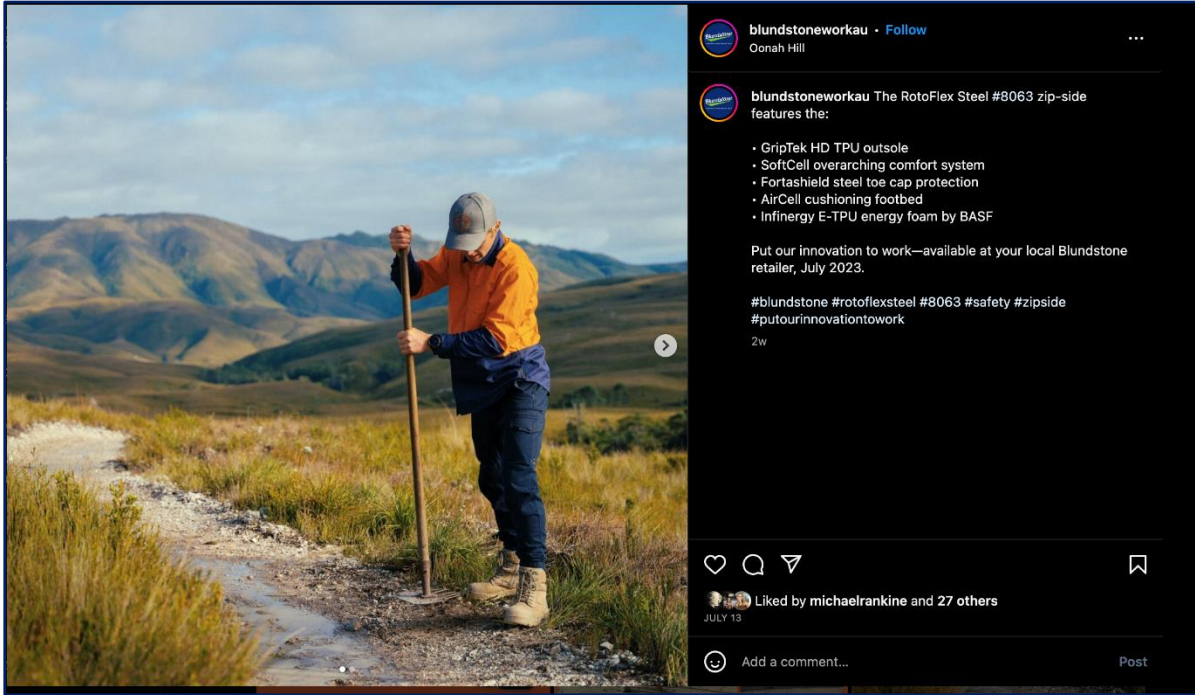 blundstoneworkau • Follow
Oonah Hill
blundstoneworkau The RotoFlex Steel #8063 zip-side
features the:
• GripTek HD TPU outsole
• SoftCell overarching comfort system
• Fortashield steel toe cap protection
• AirCell cushioning footbed
• Infinergy E-TPU energy foam by BASF
Put our innovation to work—available at your local Blundstone
retailer, July 2023.
#blundstone #rotoflexsteel #8063 #safety #zipside
#putourinnovationtowork
2w
Liked by michaelrankine and 27 others
JULY 13
Add a comment...
Post